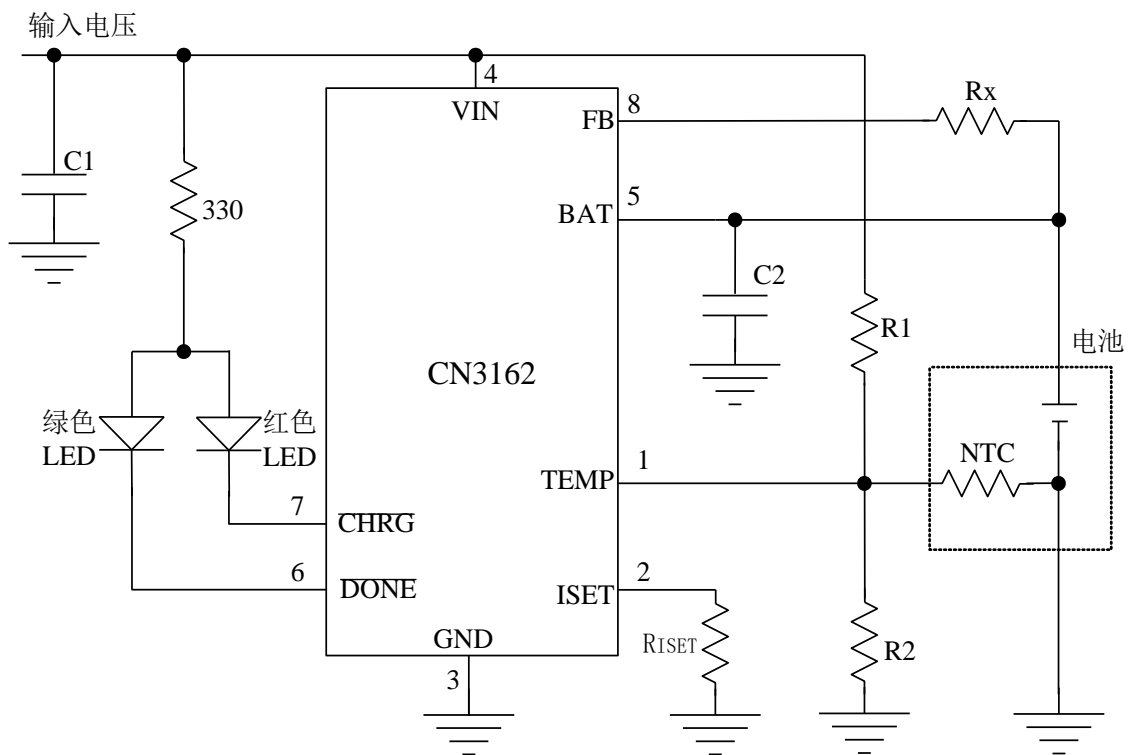 输入电压
4
VIN
8
FB
Rx
C1
330
5
BAT
C2
R1
电池
CN3162
绿色
LED
红色
LED
1
TEMP
NTC
7
CHRG
6
DONE
2
ISET
RISET
GND
3
R2